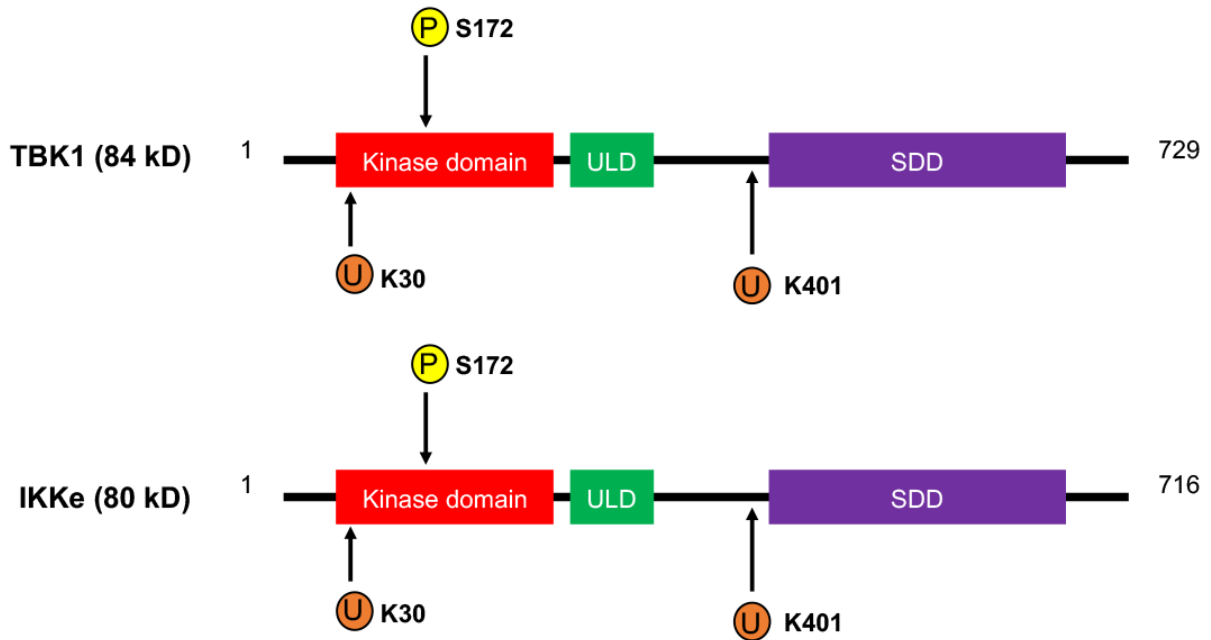 P S172
TBK1 (84 kD) 1 Kinase domain ULD SDD 729
U K30
U K401
P S172
IKKe (80 kD) 1 Kinase domain ULD SDD 716
U K30
U K401